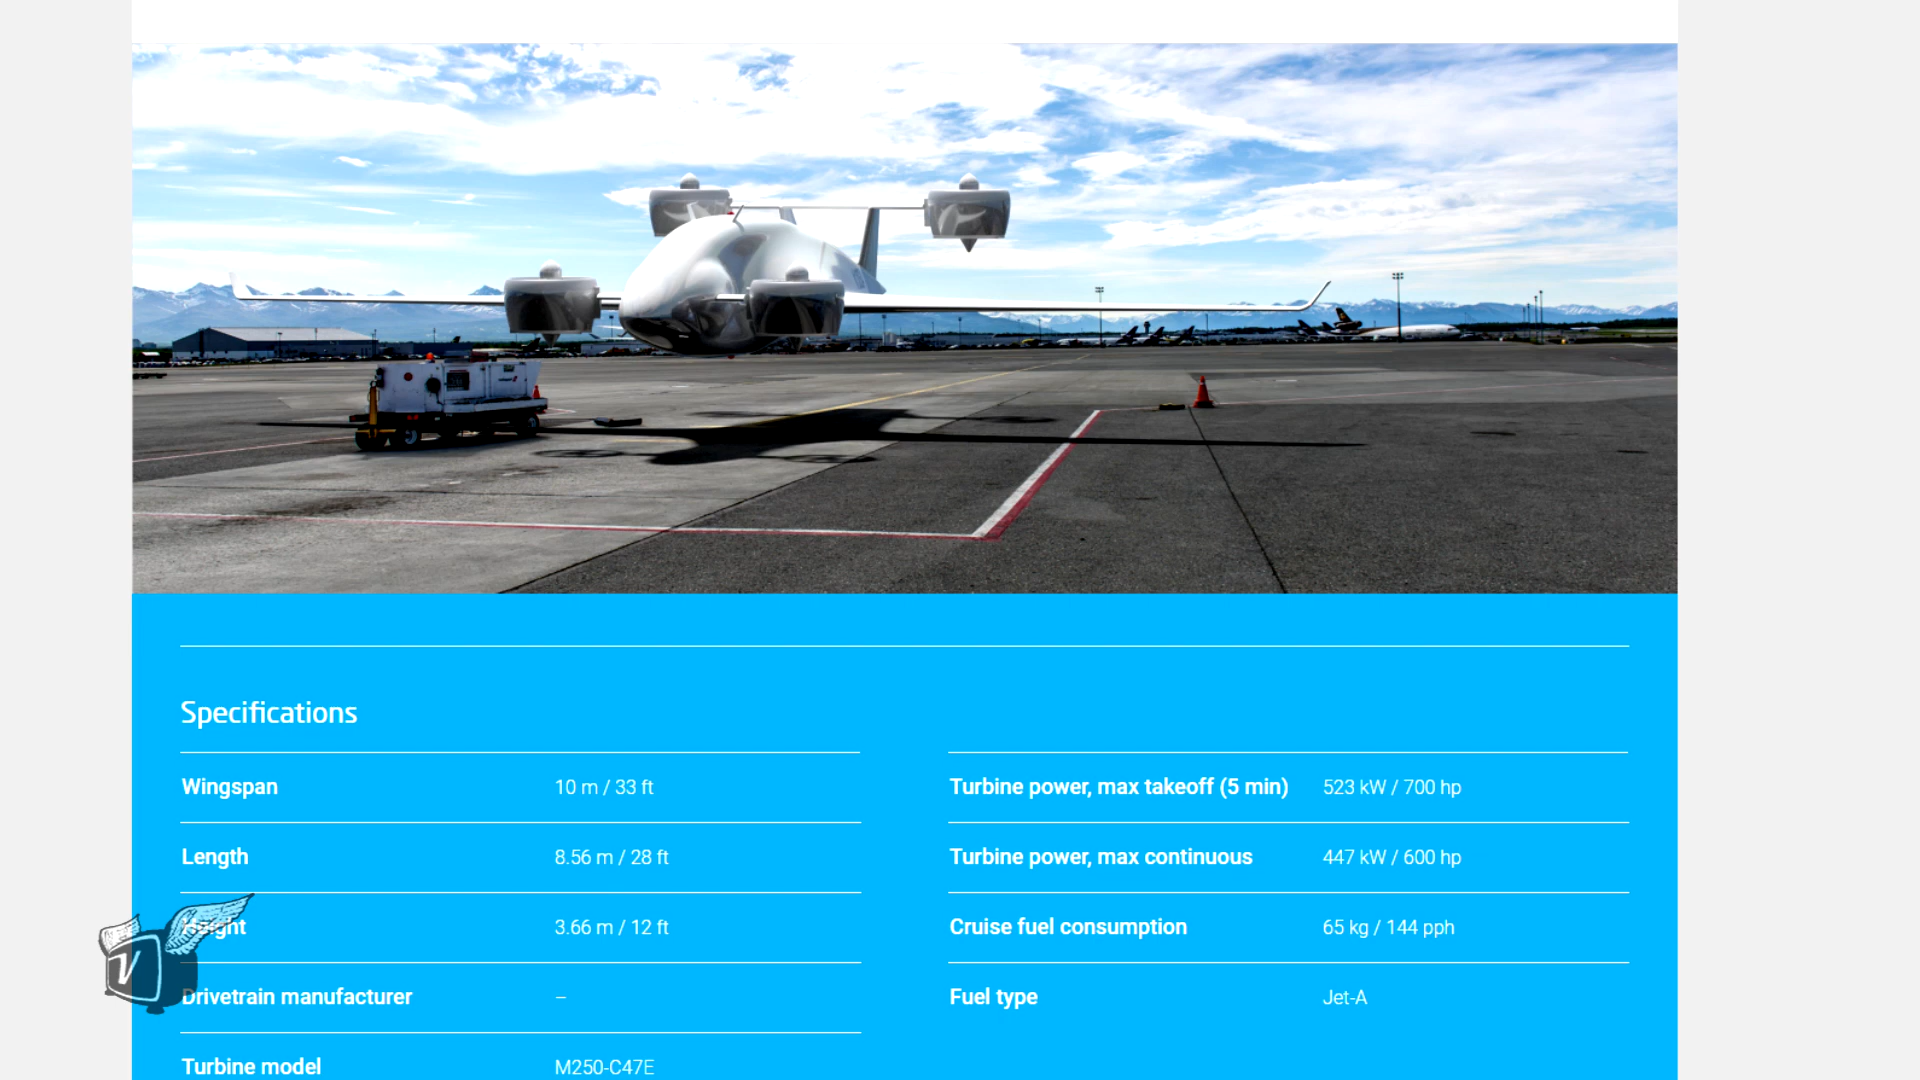 Specifications
Wingspan 10 m / 33 ft
Length 8.56 m / 28 ft
Height 3.66 m / 12 ft
Drivetrain manufacturer –
Turbine model M250-C47E
Turbine power, max takeoff (5 min) 523 kW / 700 hp
Turbine power, max continuous 447 kW / 600 hp
Cruise fuel consumption 65 kg / 144 pph
Fuel type Jet-A
V